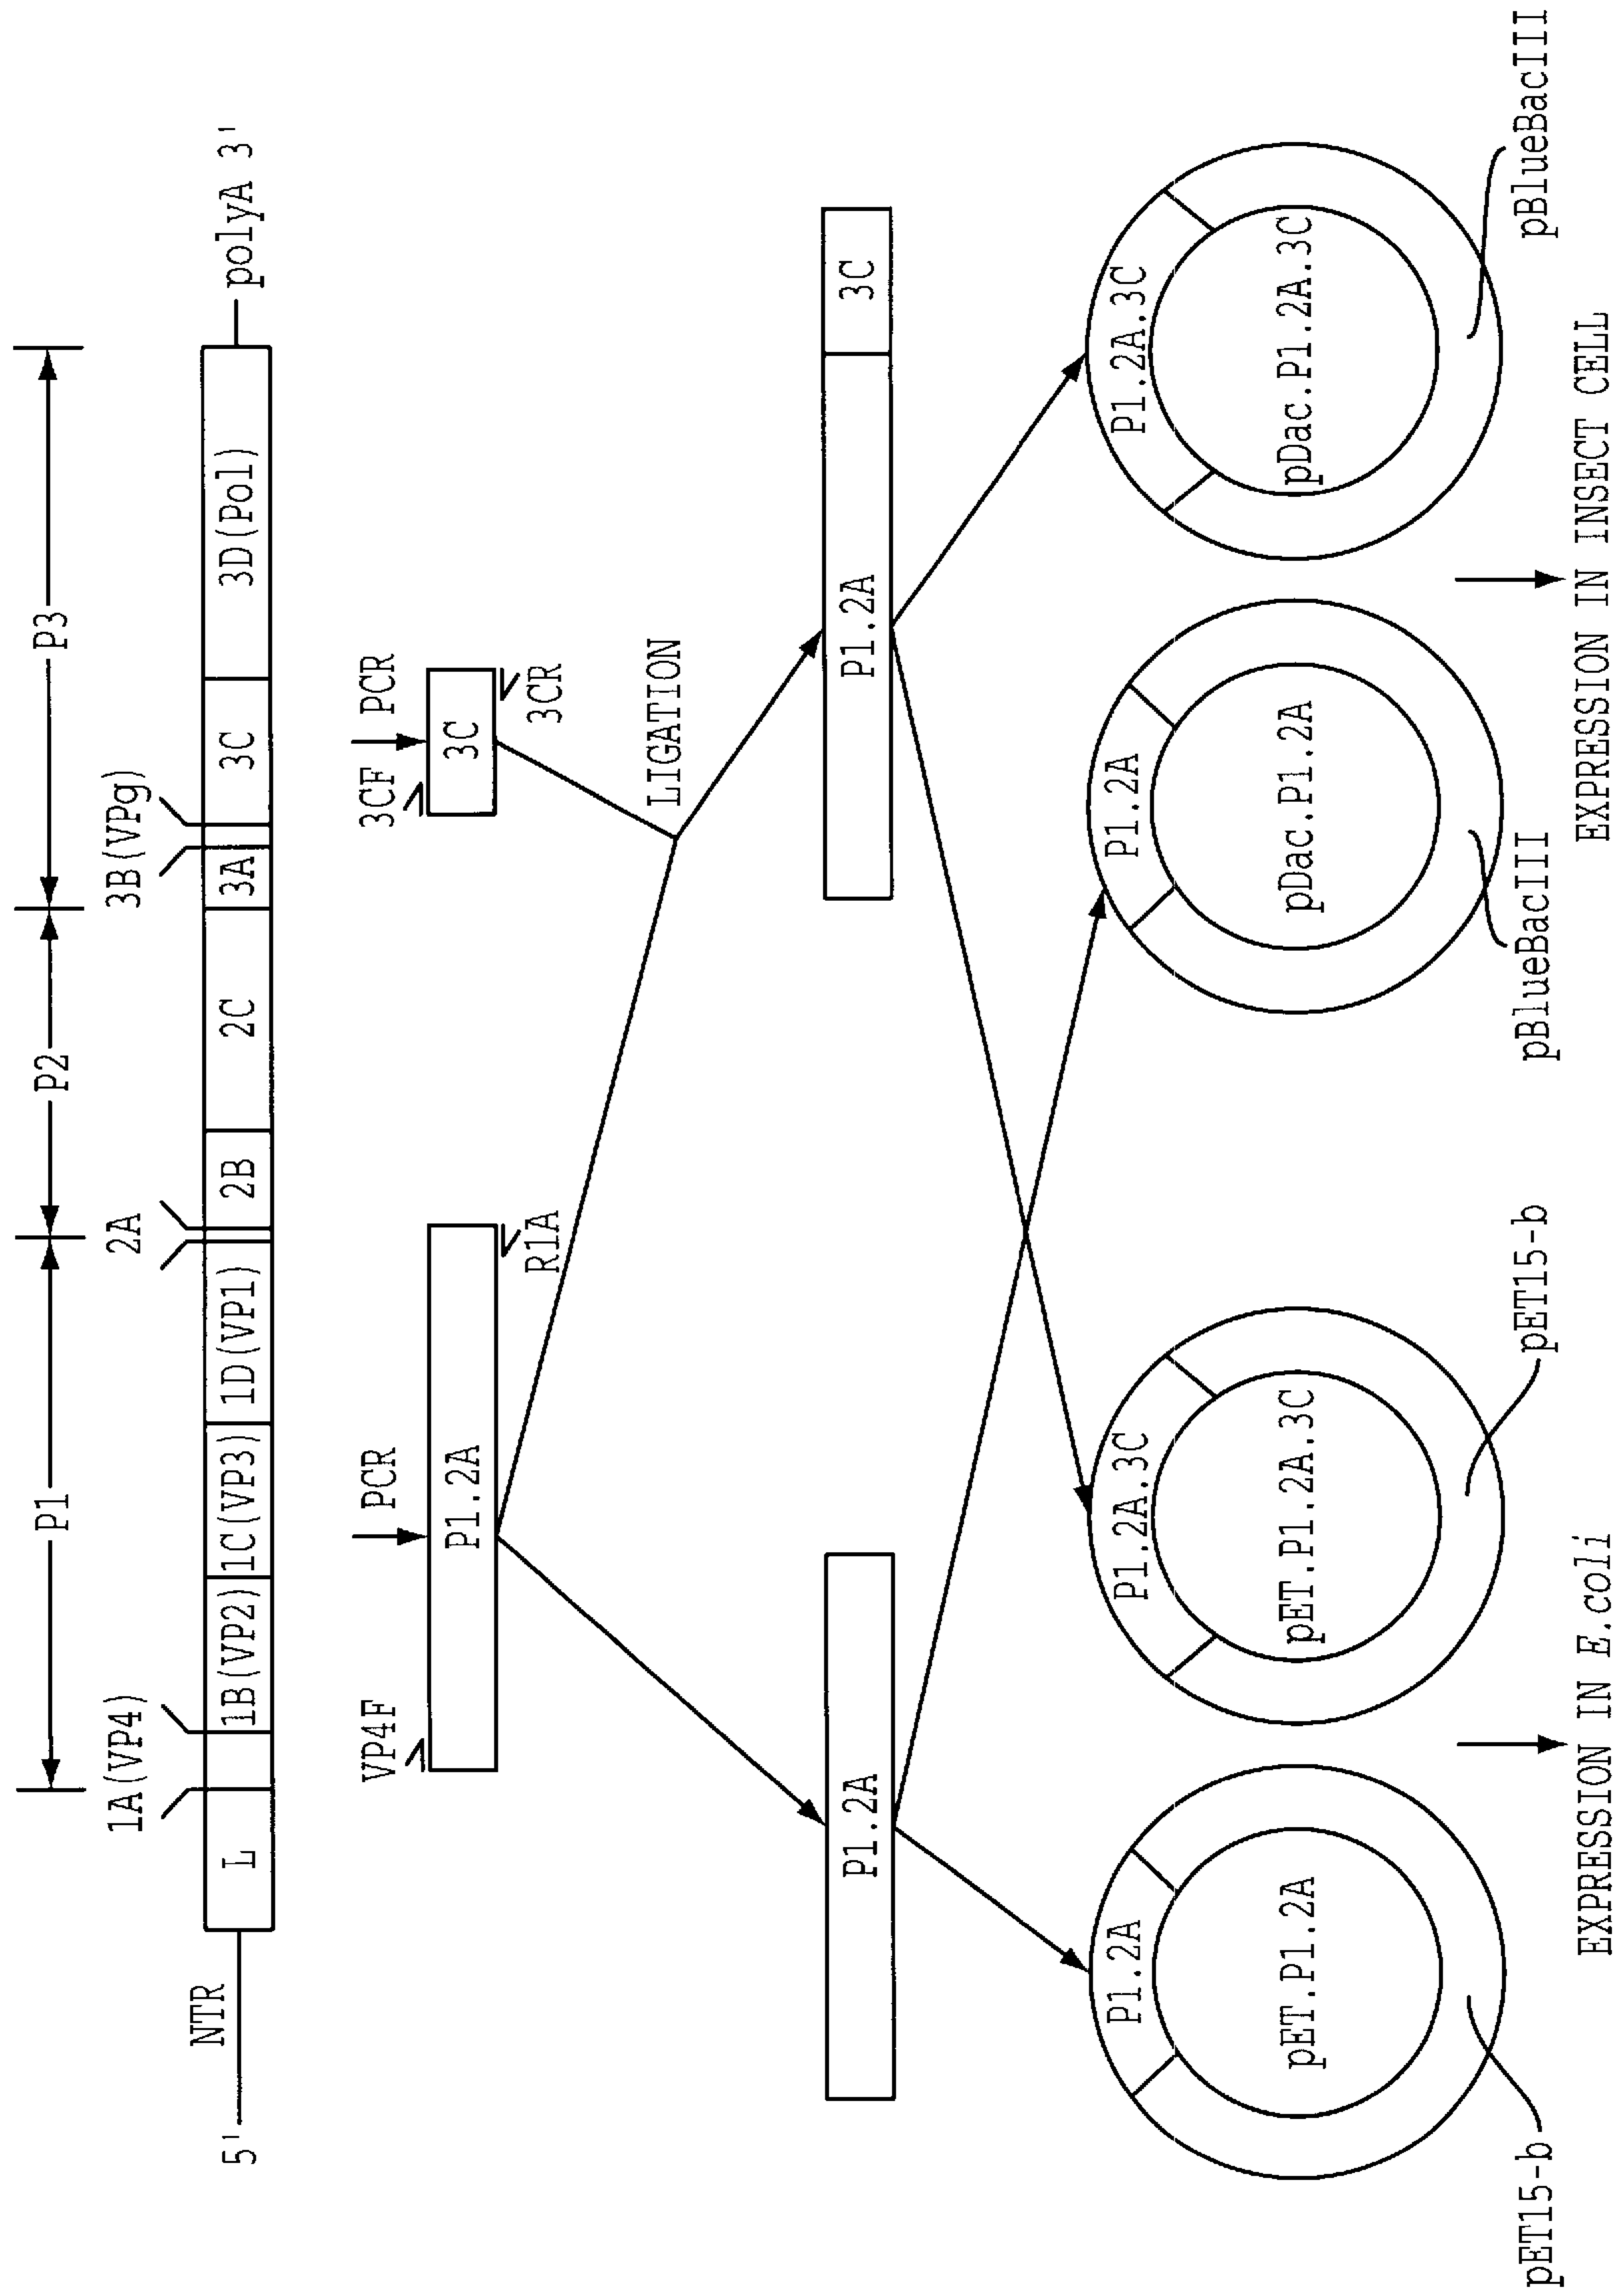 P1
P2
P3
1A(VP4)
2A
3B(VPg)
5'
NTR
L
1B(VP2)
1C(VP3)
1D(VP1)
2B
2C
3A
3C
3D(Pol)
polyA 3'
VP4F
PCR
3CF
PCR
P1.2A
3C
R1A
3CR
LIGATION
P1.2A
P1.2A
3C
P1.2A
P1.2A.3C
P1.2A
P1.2A.3C
pET.P1.2A
pET.P1.2A.3C
pDac.P1.2A
pDac.P1.2A.3C
pET15-b
pET15-b
pBlueBacIII
pBlueBacIII
EXPRESSION IN E.coli
EXPRESSION IN INSECT CELL